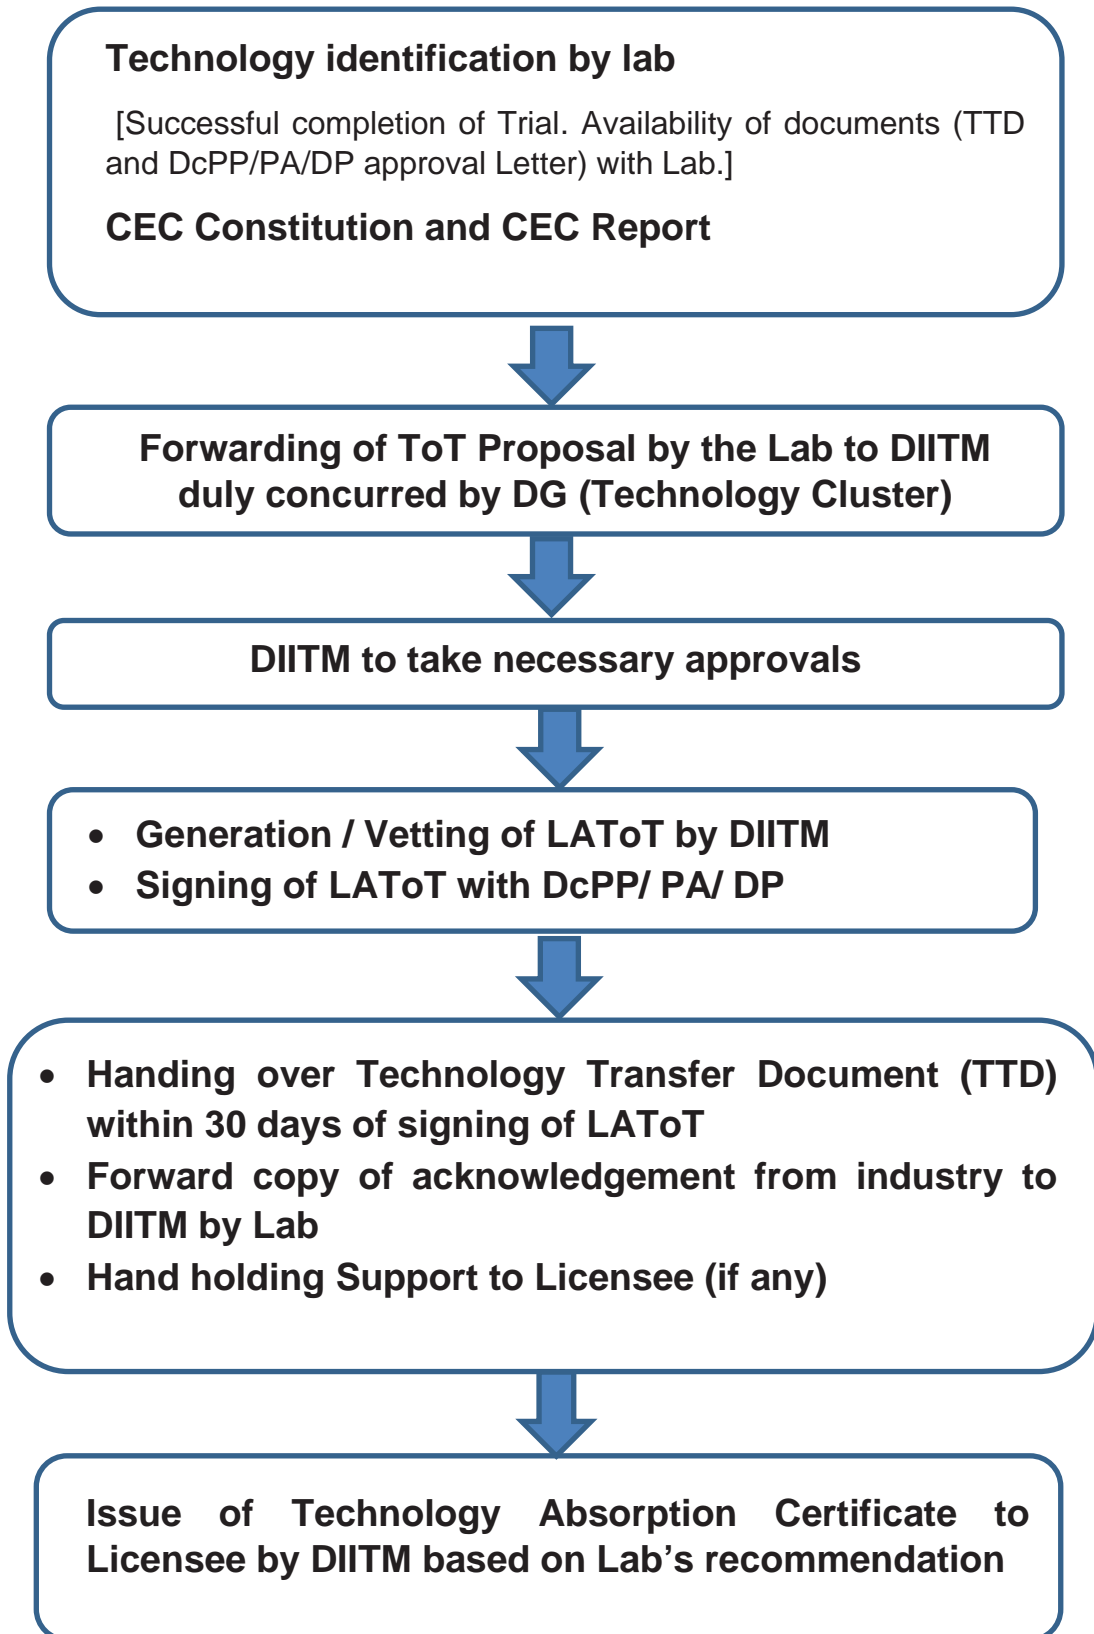 Technology identification by lab
[Successful completion of Trial. Availability of documents (TTD
and DcPP/PA/DP approval Letter) with Lab.]
CEC Constitution and CEC Report
Forwarding of ToT Proposal by the Lab to DIITM
duly concurred by DG (Technology Cluster)
DIITM to take necessary approvals
• Generation / Vetting of LAToT by DIITM
• Signing of LAToT with DcPP/ PA/ DP
• Handing over Technology Transfer Document (TTD)
within 30 days of signing of LAToT
• Forward copy of acknowledgement from industry to
DIITM by Lab
• Hand holding Support to Licensee (if any)
Issue of Technology Absorption Certificate to
Licensee by DIITM based on Lab’s recommendation